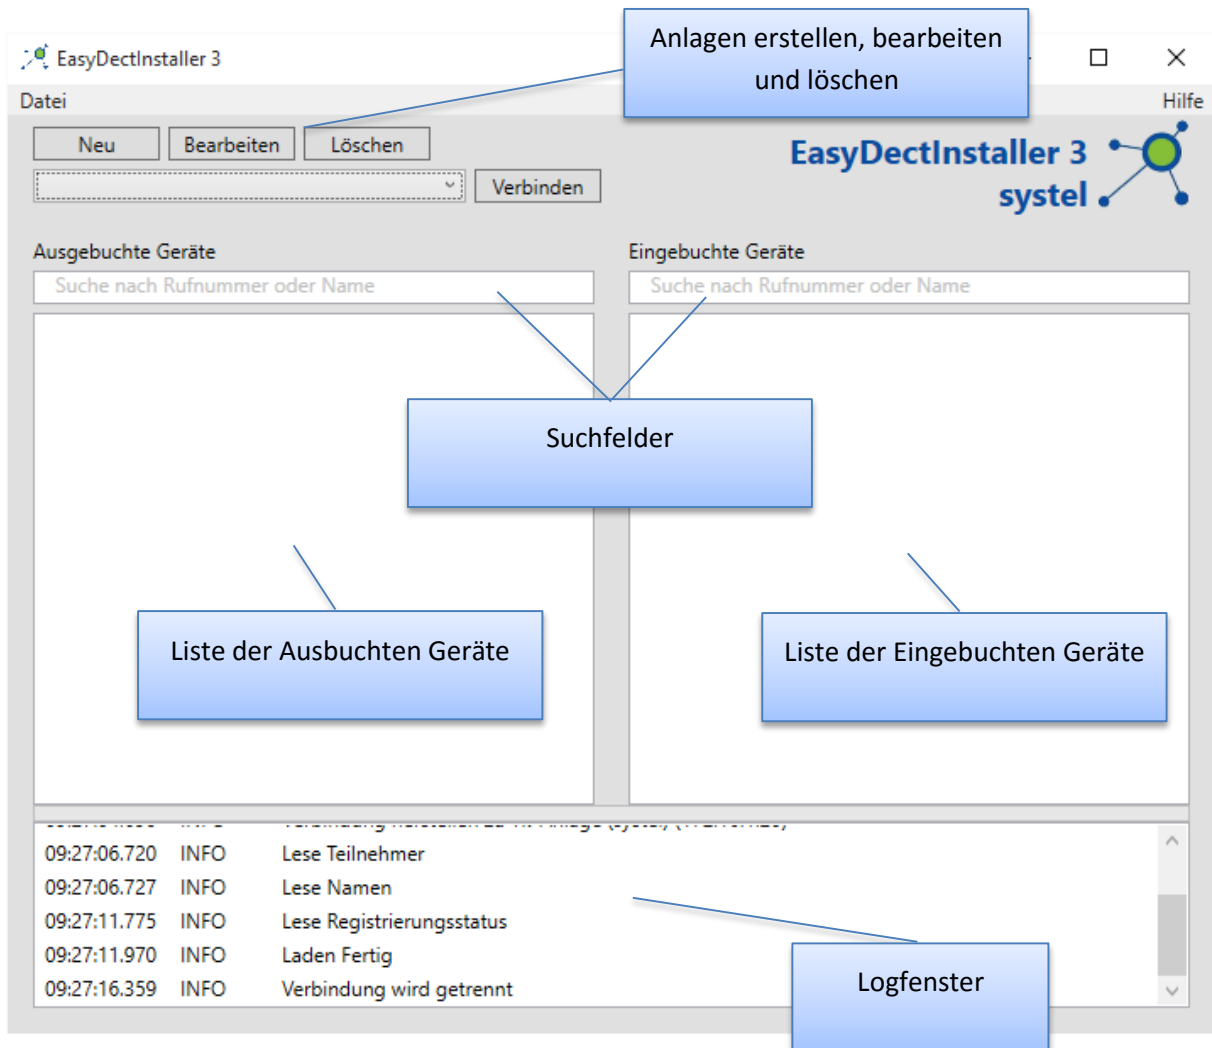 Anlagen erstellen, bearbeiten
und löschen
EasyDectInstaller 3
Datei
Hilfe
Neu
Bearbeiten
Löschen
EasyDectInstaller 3
systel
Verbinden
Ausgebuchte Geräte
Eingebuchte Geräte
Suche nach Rufnummer oder Name
Suche nach Rufnummer oder Name
Suchfelder
Liste der Ausbuchten Geräte
Liste der Eingebuchten Geräte
09:27:06.720 INFO Lese Teilnehmer
09:27:06.727 INFO Lese Namen
09:27:11.775 INFO Lese Registrierungsstatus
09:27:11.970 INFO Laden Fertig
09:27:16.359 INFO Verbindung wird getrennt
Logfenster